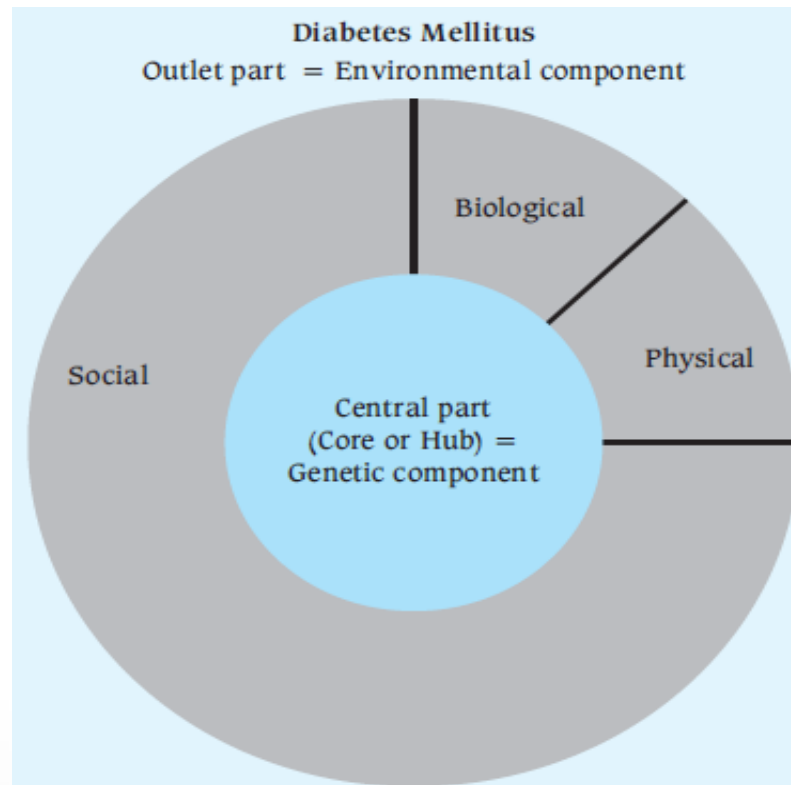 Diabetes Mellitus
Outlet part = Environmental component
Biological
Physical
Social
Central part
(Core or Hub) =
Genetic component